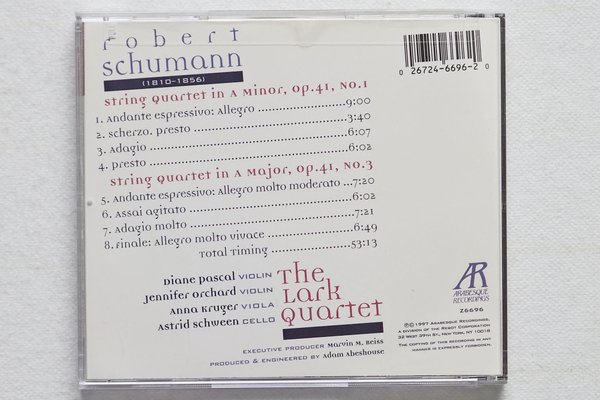 robert
schumann
(1810-1856)
0 26724-6696-2 0
String Quartet in A Minor, Op.41, No.1
1. Andante espressivo: Allegro ........ 9:00
2. Scherzo. Presto ........ 3:40
3. Adagio ........ 6:07
4. Presto ........ 6:02
String Quartet in A Major, Op.41, No.3
5. Andante espressivo: Allegro molto moderato ...7:20
6. Assai agitato ........ 6:02
7. Adagio molto ........ 7:21
8. Finale: Allegro molto vivace ........ 6:49
Total Timing ........ 53:13
Diane Pascal VIOLIN
Jennifer Orchard VIOLIN
Anna Kruger VIOLA
Astrid Schween CELLO
The
Lark
Quartet
EXECUTIVE PRODUCER Marvin M. Reiss
PRODUCED & ENGINEERED BY Adam Abeshouse
AR
ARABESQUE
RECORDINGS
Z6696
℗©1997 Arabesque Recordings,
a division of the Regot Corporation
32 West 39th St., New York, NY 10018
The copying of this recording in any
manner is expressly forbidden.